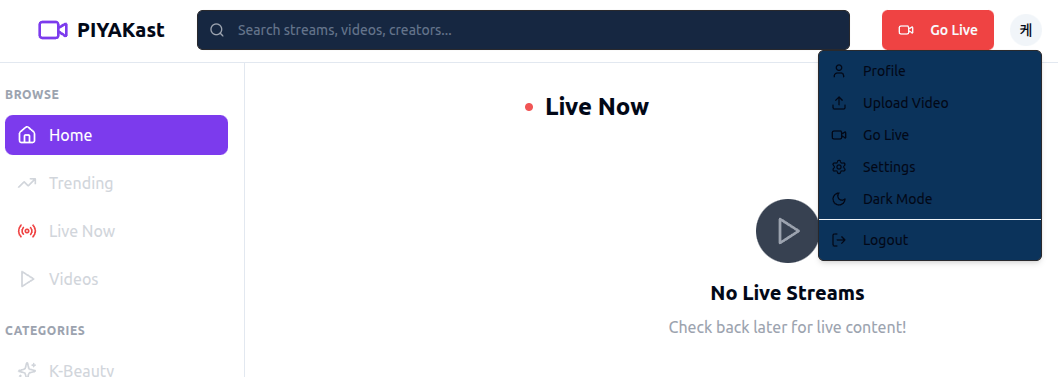 PIYAKast
Search streams, videos, creators...
Go Live
케
BROWSE
Home
Trending
Live Now
Videos
CATEGORIES
K-Beauty
Live Now
No Live Streams
Check back later for live content!
Profile
Upload Video
Go Live
Settings
Dark Mode
Logout